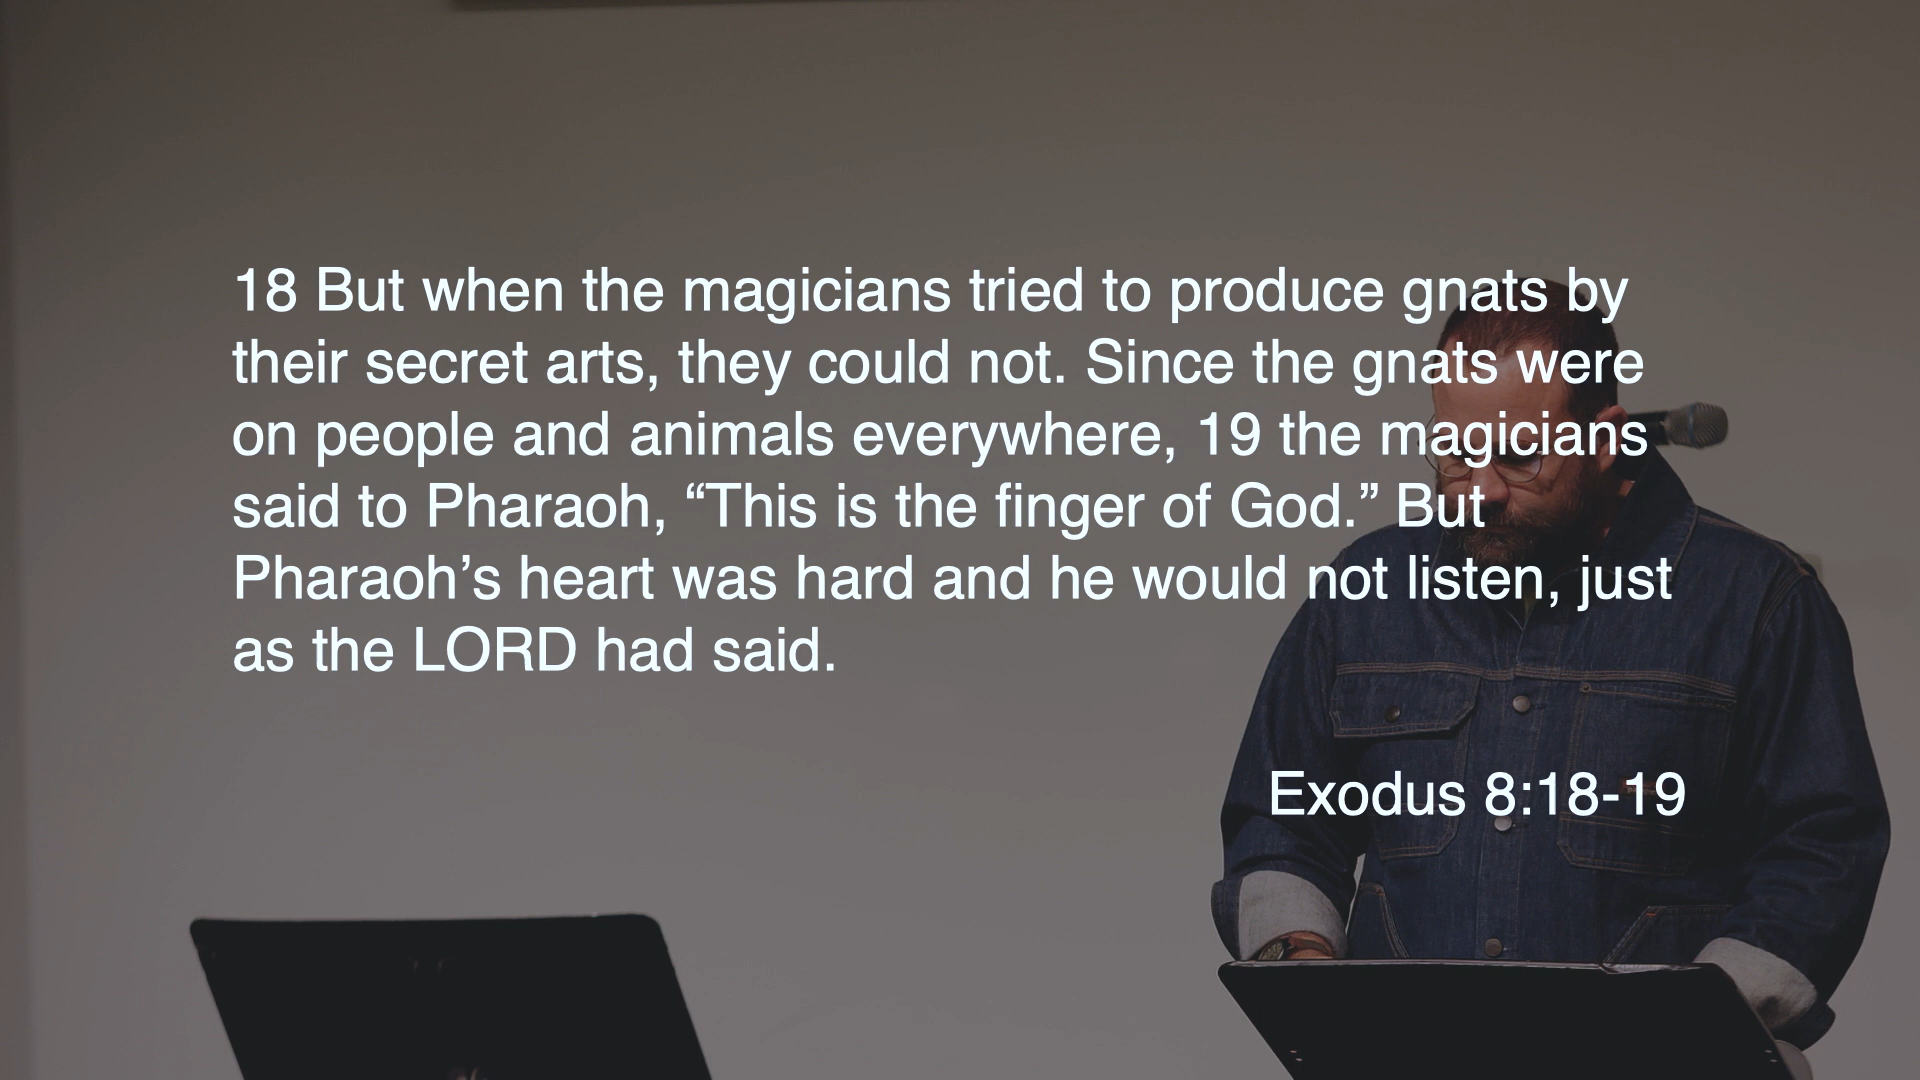 18 But when the magicians tried to produce gnats by
their secret arts, they could not. Since the gnats were
on people and animals everywhere, 19 the magicians
said to Pharaoh, “This is the finger of God.” But
Pharaoh’s heart was hard and he would not listen, just
as the LORD had said.
Exodus 8:18-19